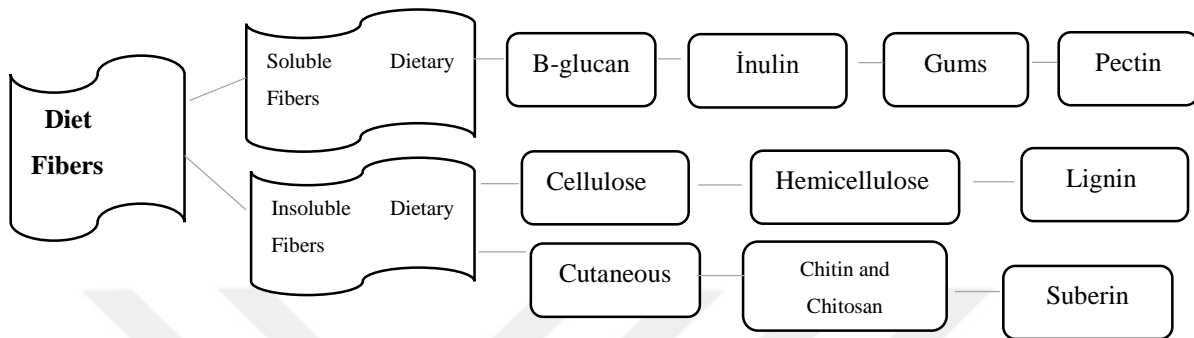 Diet
Fibers
Soluble Dietary
Fibers
B-glucan
İnulin
Gums
Pectin
Insoluble Dietary
Fibers
Cellulose
Hemicellulose
Lignin
Cutaneous
Chitin and
Chitosan
Suberin